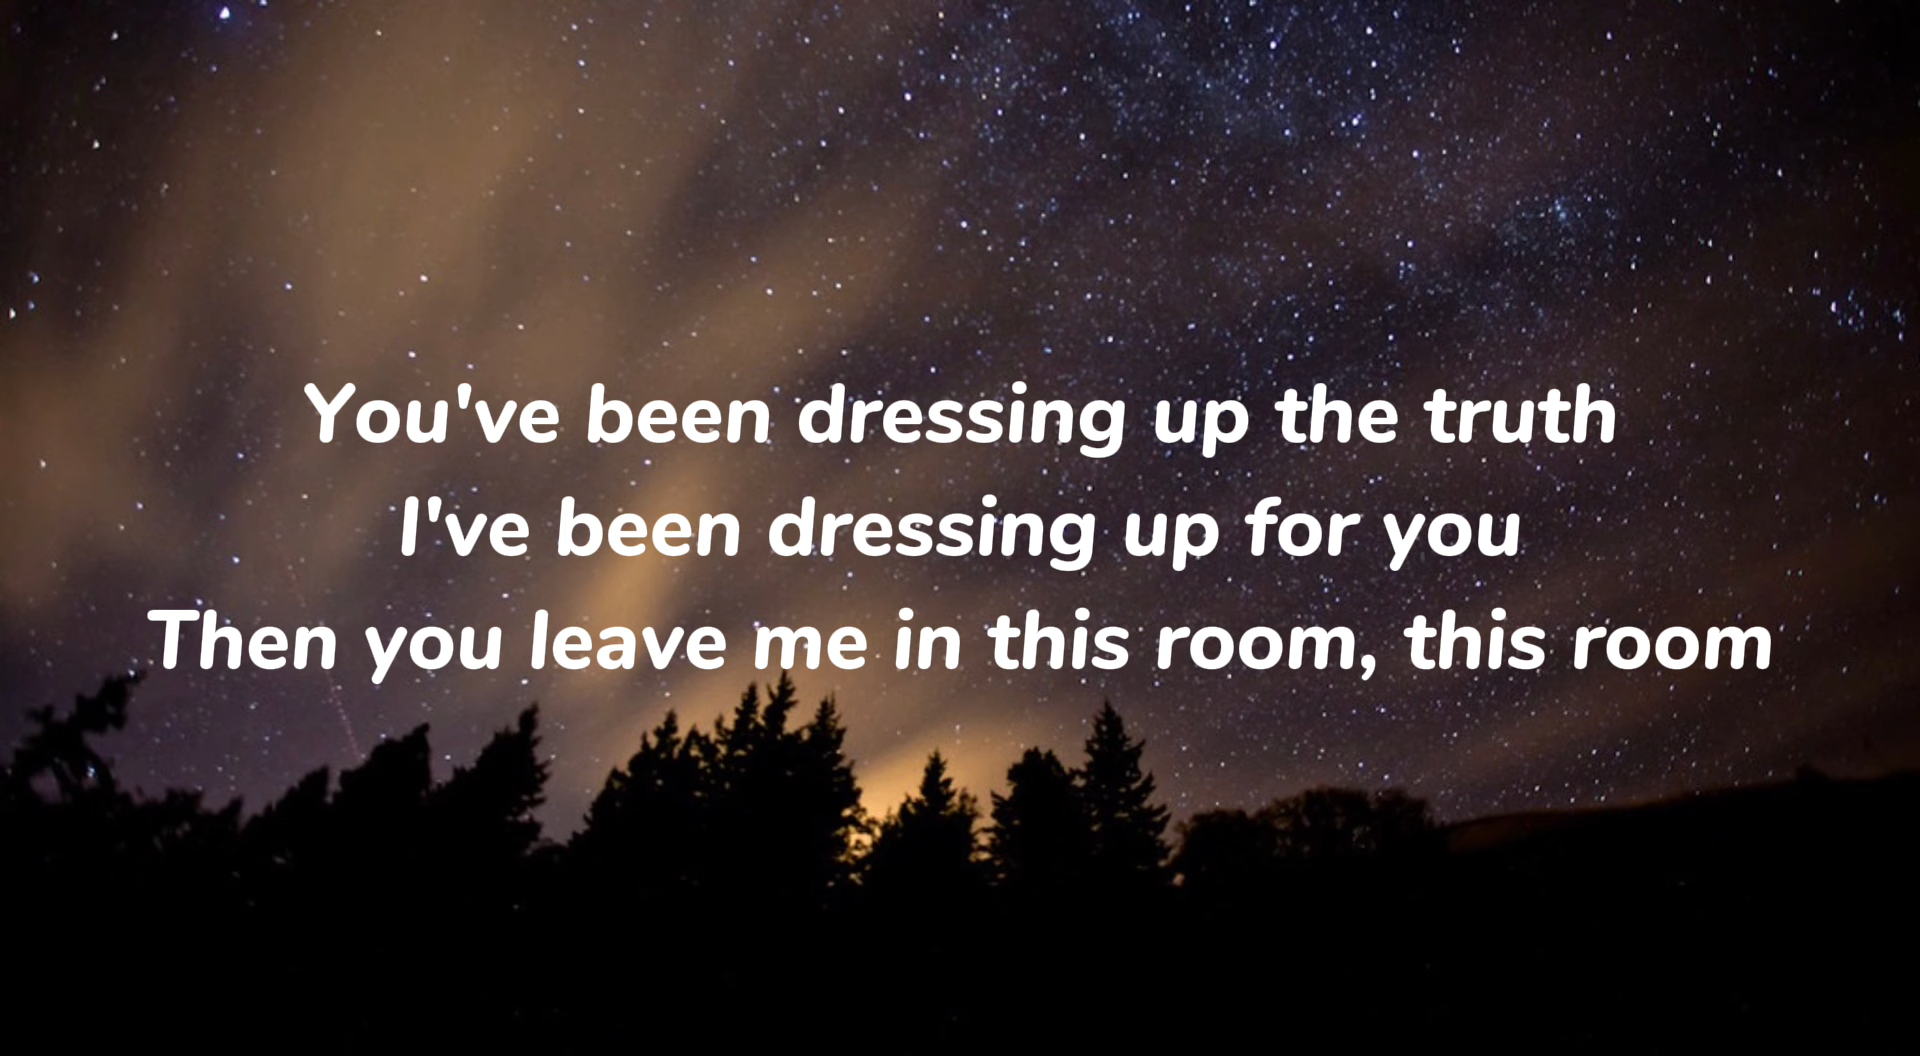 You've been dressing up the truth
I've been dressing up for you
Then you leave me in this room, this room